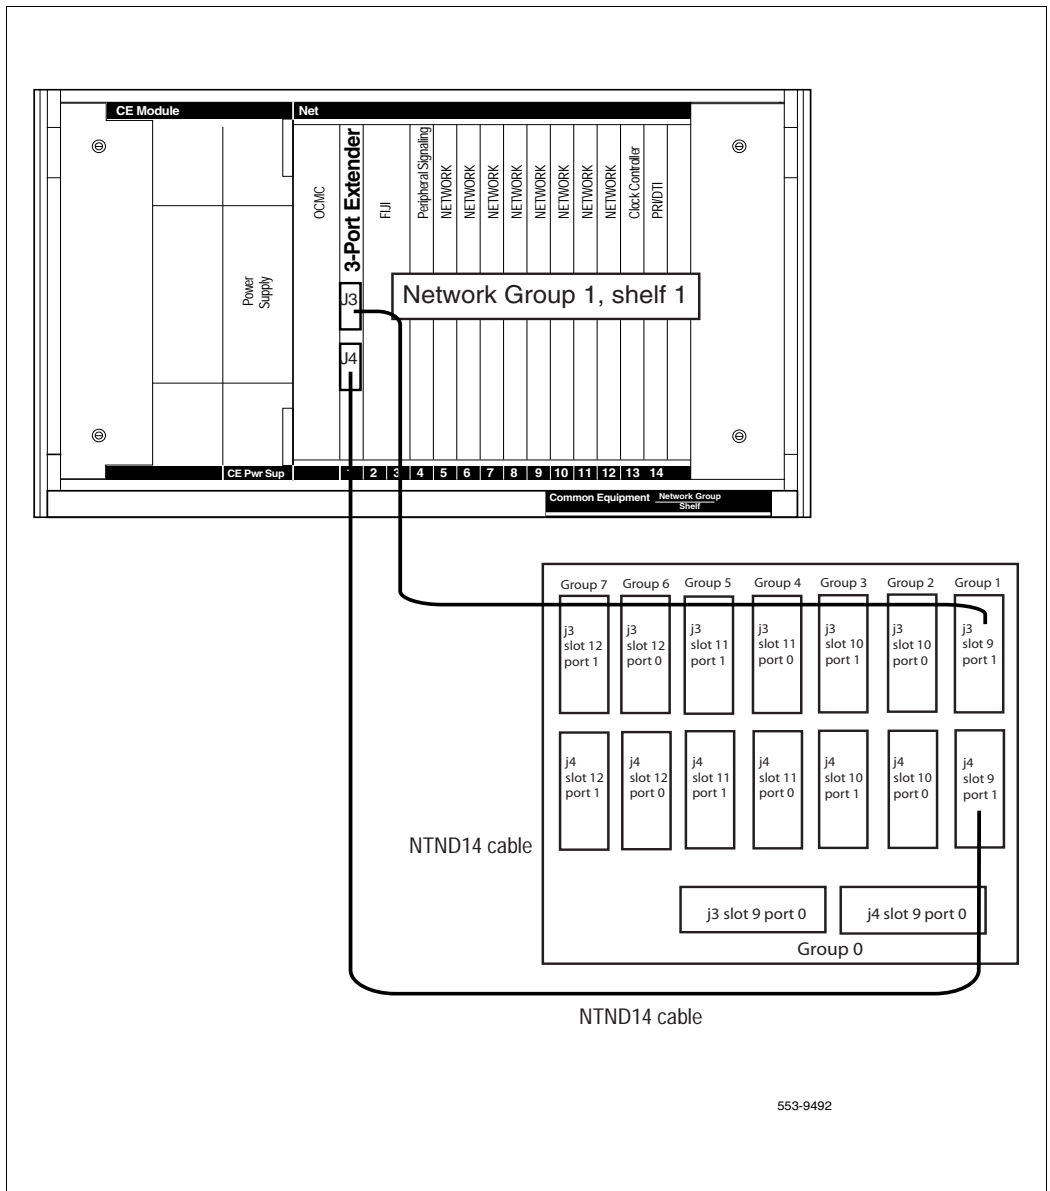 CE Module
Net
OCMC
3-Port Extender
FIJI
Peripheral Signaling
NETWORK
NETWORK
NETWORK
NETWORK
NETWORK
NETWORK
NETWORK
NETWORK
Clock Controller
PRI/DTI
Power
Supply
J3
Network Group 1, shelf 1
J4
CE Pwr Sup
1 2 3 4 5 6 7 8 9 10 11 12 13 14
Common Equipment
Network Group
Shelf
Group 7 Group 6 Group 5 Group 4 Group 3 Group 2 Group 1
j3
slot 12
port 1
j3
slot 12
port 0
j3
slot 11
port 1
j3
slot 11
port 0
j3
slot 10
port 1
j3
slot 10
port 0
j3
slot 9
port 1
j4
slot 12
port 1
j4
slot 12
port 0
j4
slot 11
port 1
j4
slot 11
port 0
j4
slot 10
port 1
j4
slot 10
port 0
j4
slot 9
port 1
NTND14 cable
j3 slot 9 port 0
j4 slot 9 port 0
Group 0
NTND14 cable
553-9492